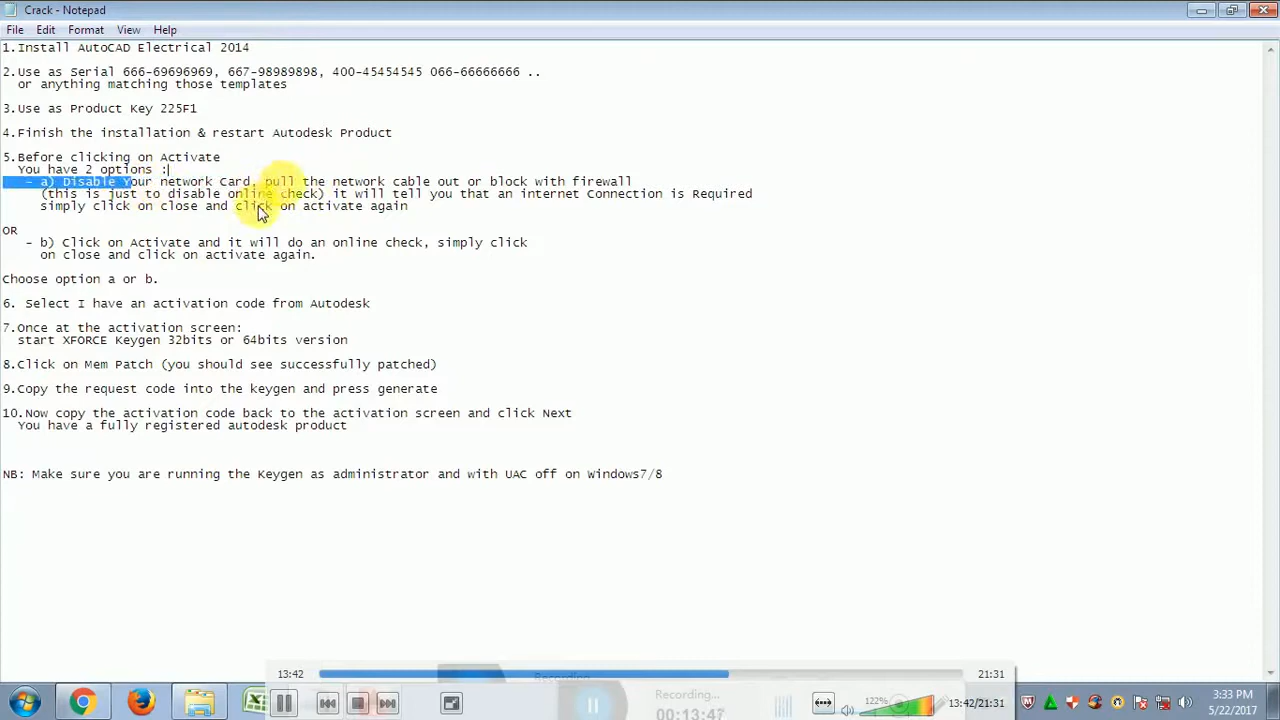 Crack - Notepad
File Edit Format View Help
1.Install AutoCAD Electrical 2014
2.Use as Serial 666-69696969, 667-98989898, 400-45454545 066-66666666 ..
or anything matching those templates
3.Use as Product Key 225F1
4.Finish the installation & restart Autodesk Product
5.Before clicking on Activate
You have 2 options :
- a) Disable Your network Card, pull the network cable out or block with firewall
(this is just to disable online check) it will tell you that an internet Connection is Required
simply click on close and click on activate again
OR
- b) Click on Activate and it will do an online check, simply click
on close and click on activate again.
Choose option a or b.
6. Select I have an activation code from Autodesk
7.Once at the activation screen:
start XFORCE Keygen 32bits or 64bits version
8.Click on Mem Patch (you should see successfully patched)
9.Copy the request code into the keygen and press generate
10.Now copy the activation code back to the activation screen and click Next
You have a fully registered autodesk product
NB: Make sure you are running the Keygen as administrator and with UAC off on Windows7/8
13:42 Recording 21:31
Recording...
00:13:47
122%
13:42/21:31
3:33 PM
5/22/2017